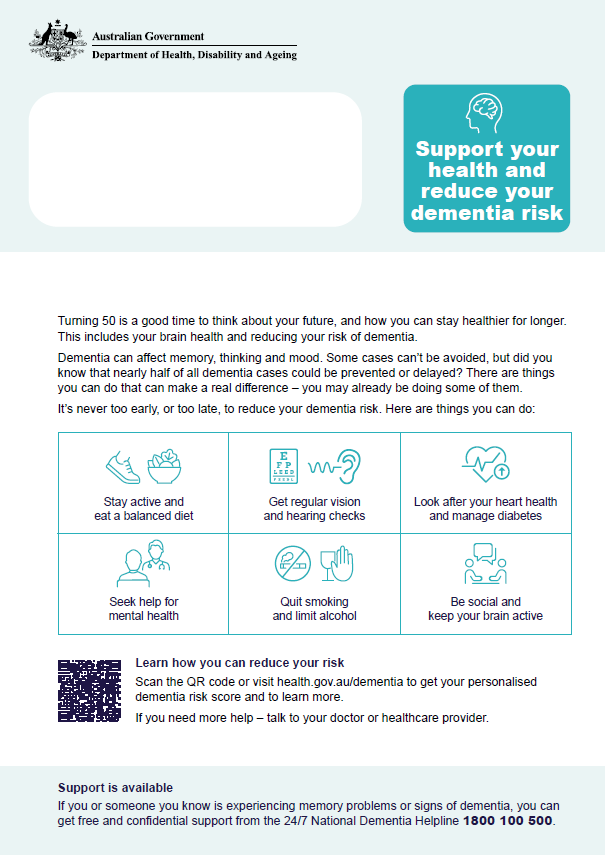 Australian Government
Department of Health, Disability and Ageing
Support your
health and
reduce your
dementia risk
Turning 50 is a good time to think about your future, and how you can stay healthier for longer.
This includes your brain health and reducing your risk of dementia.
Dementia can affect memory, thinking and mood. Some cases can’t be avoided, but did you
know that nearly half of all dementia cases could be prevented or delayed? There are things
you can do that can make a real difference – you may already be doing some of them.
It’s never too early, or too late, to reduce your dementia risk. Here are things you can do:
E
F P
L E E D
Stay active and
eat a balanced diet
Get regular vision
and hearing checks
Look after your heart health
and manage diabetes
Seek help for
mental health
Quit smoking
and limit alcohol
Be social and
keep your brain active
Learn how you can reduce your risk
Scan the QR code or visit health.gov.au/dementia to get your personalised
dementia risk score and to learn more.
If you need more help – talk to your doctor or healthcare provider.
Support is available
If you or someone you know is experiencing memory problems or signs of dementia, you can
get free and confidential support from the 24/7 National Dementia Helpline 1800 100 500.